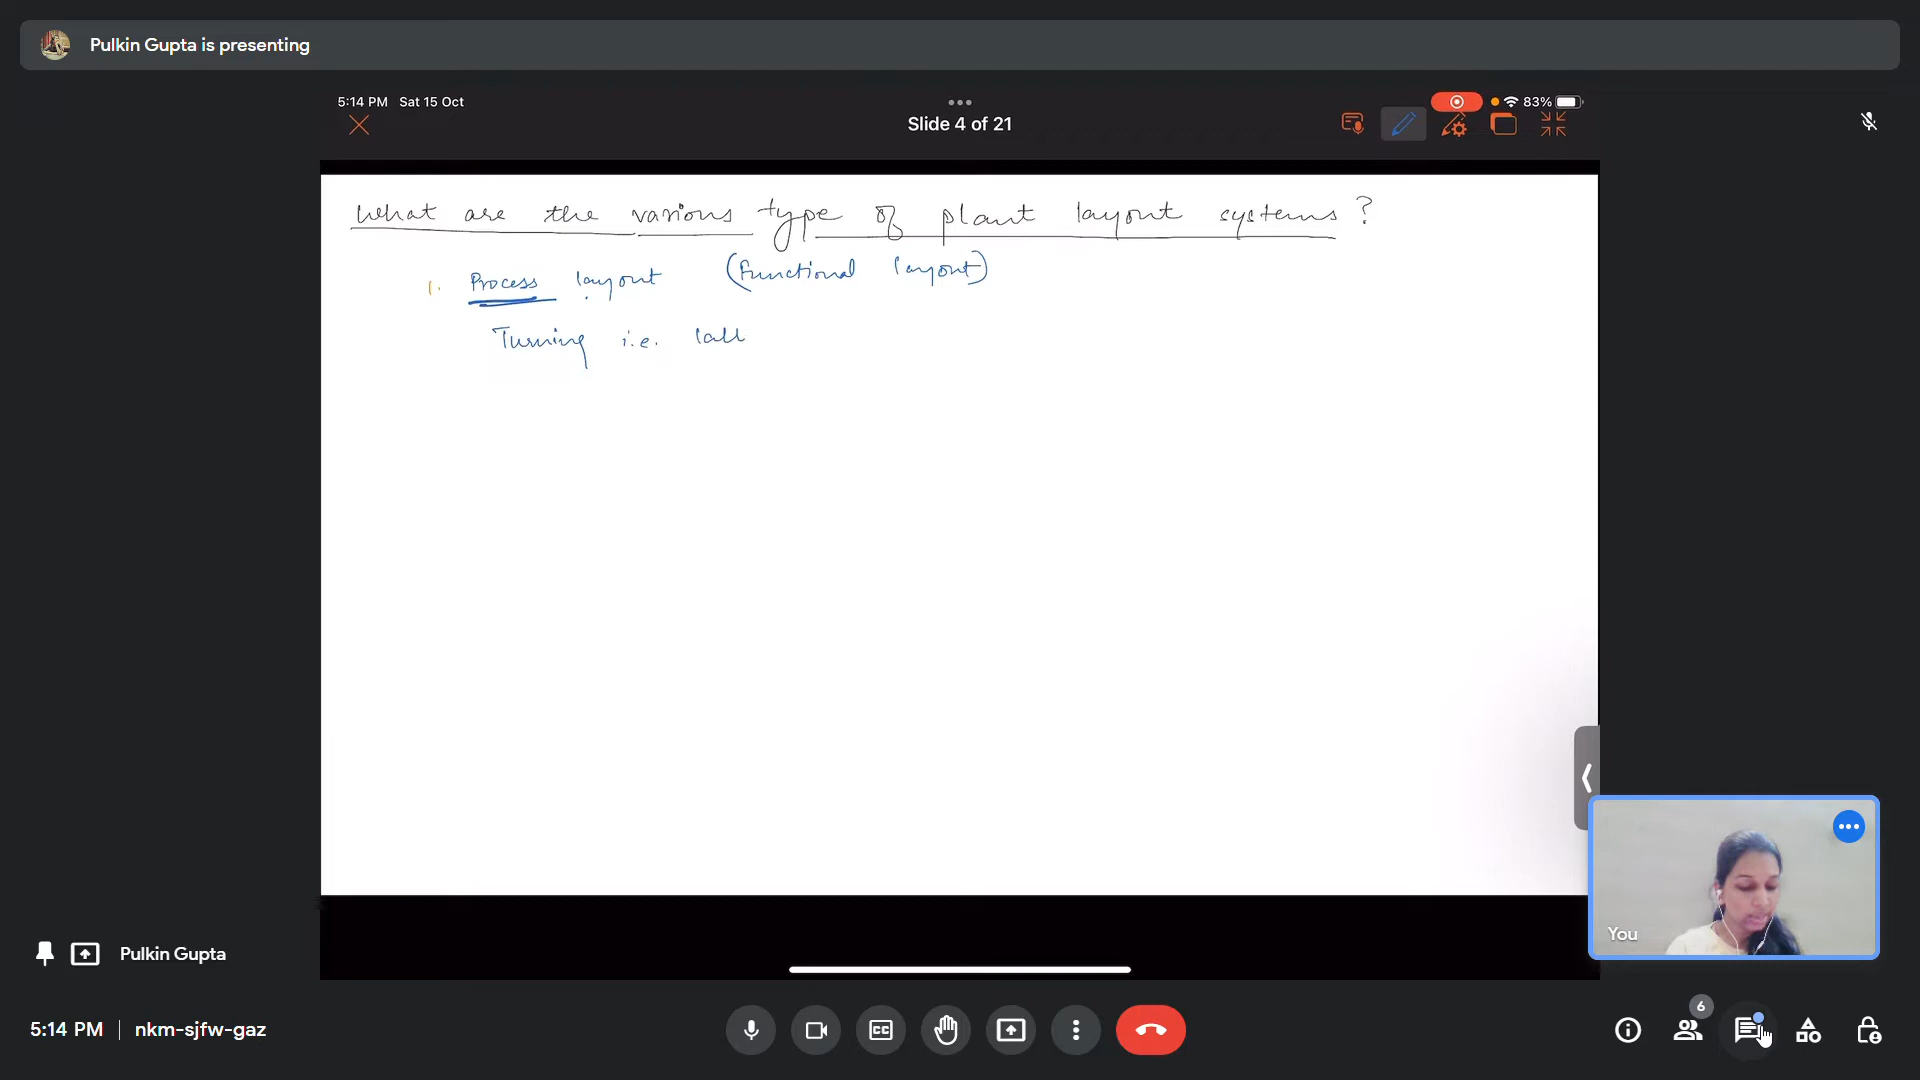 Pulkin Gupta is presenting
5:14 PM Sat 15 Oct
83%
Slide 4 of 21
What are the various type of plant layout systems ?
1. Process layout (Functional layout)
Turning i.e.
You
Pulkin Gupta
5:14 PM | nkm-sjfw-gaz
CC
6